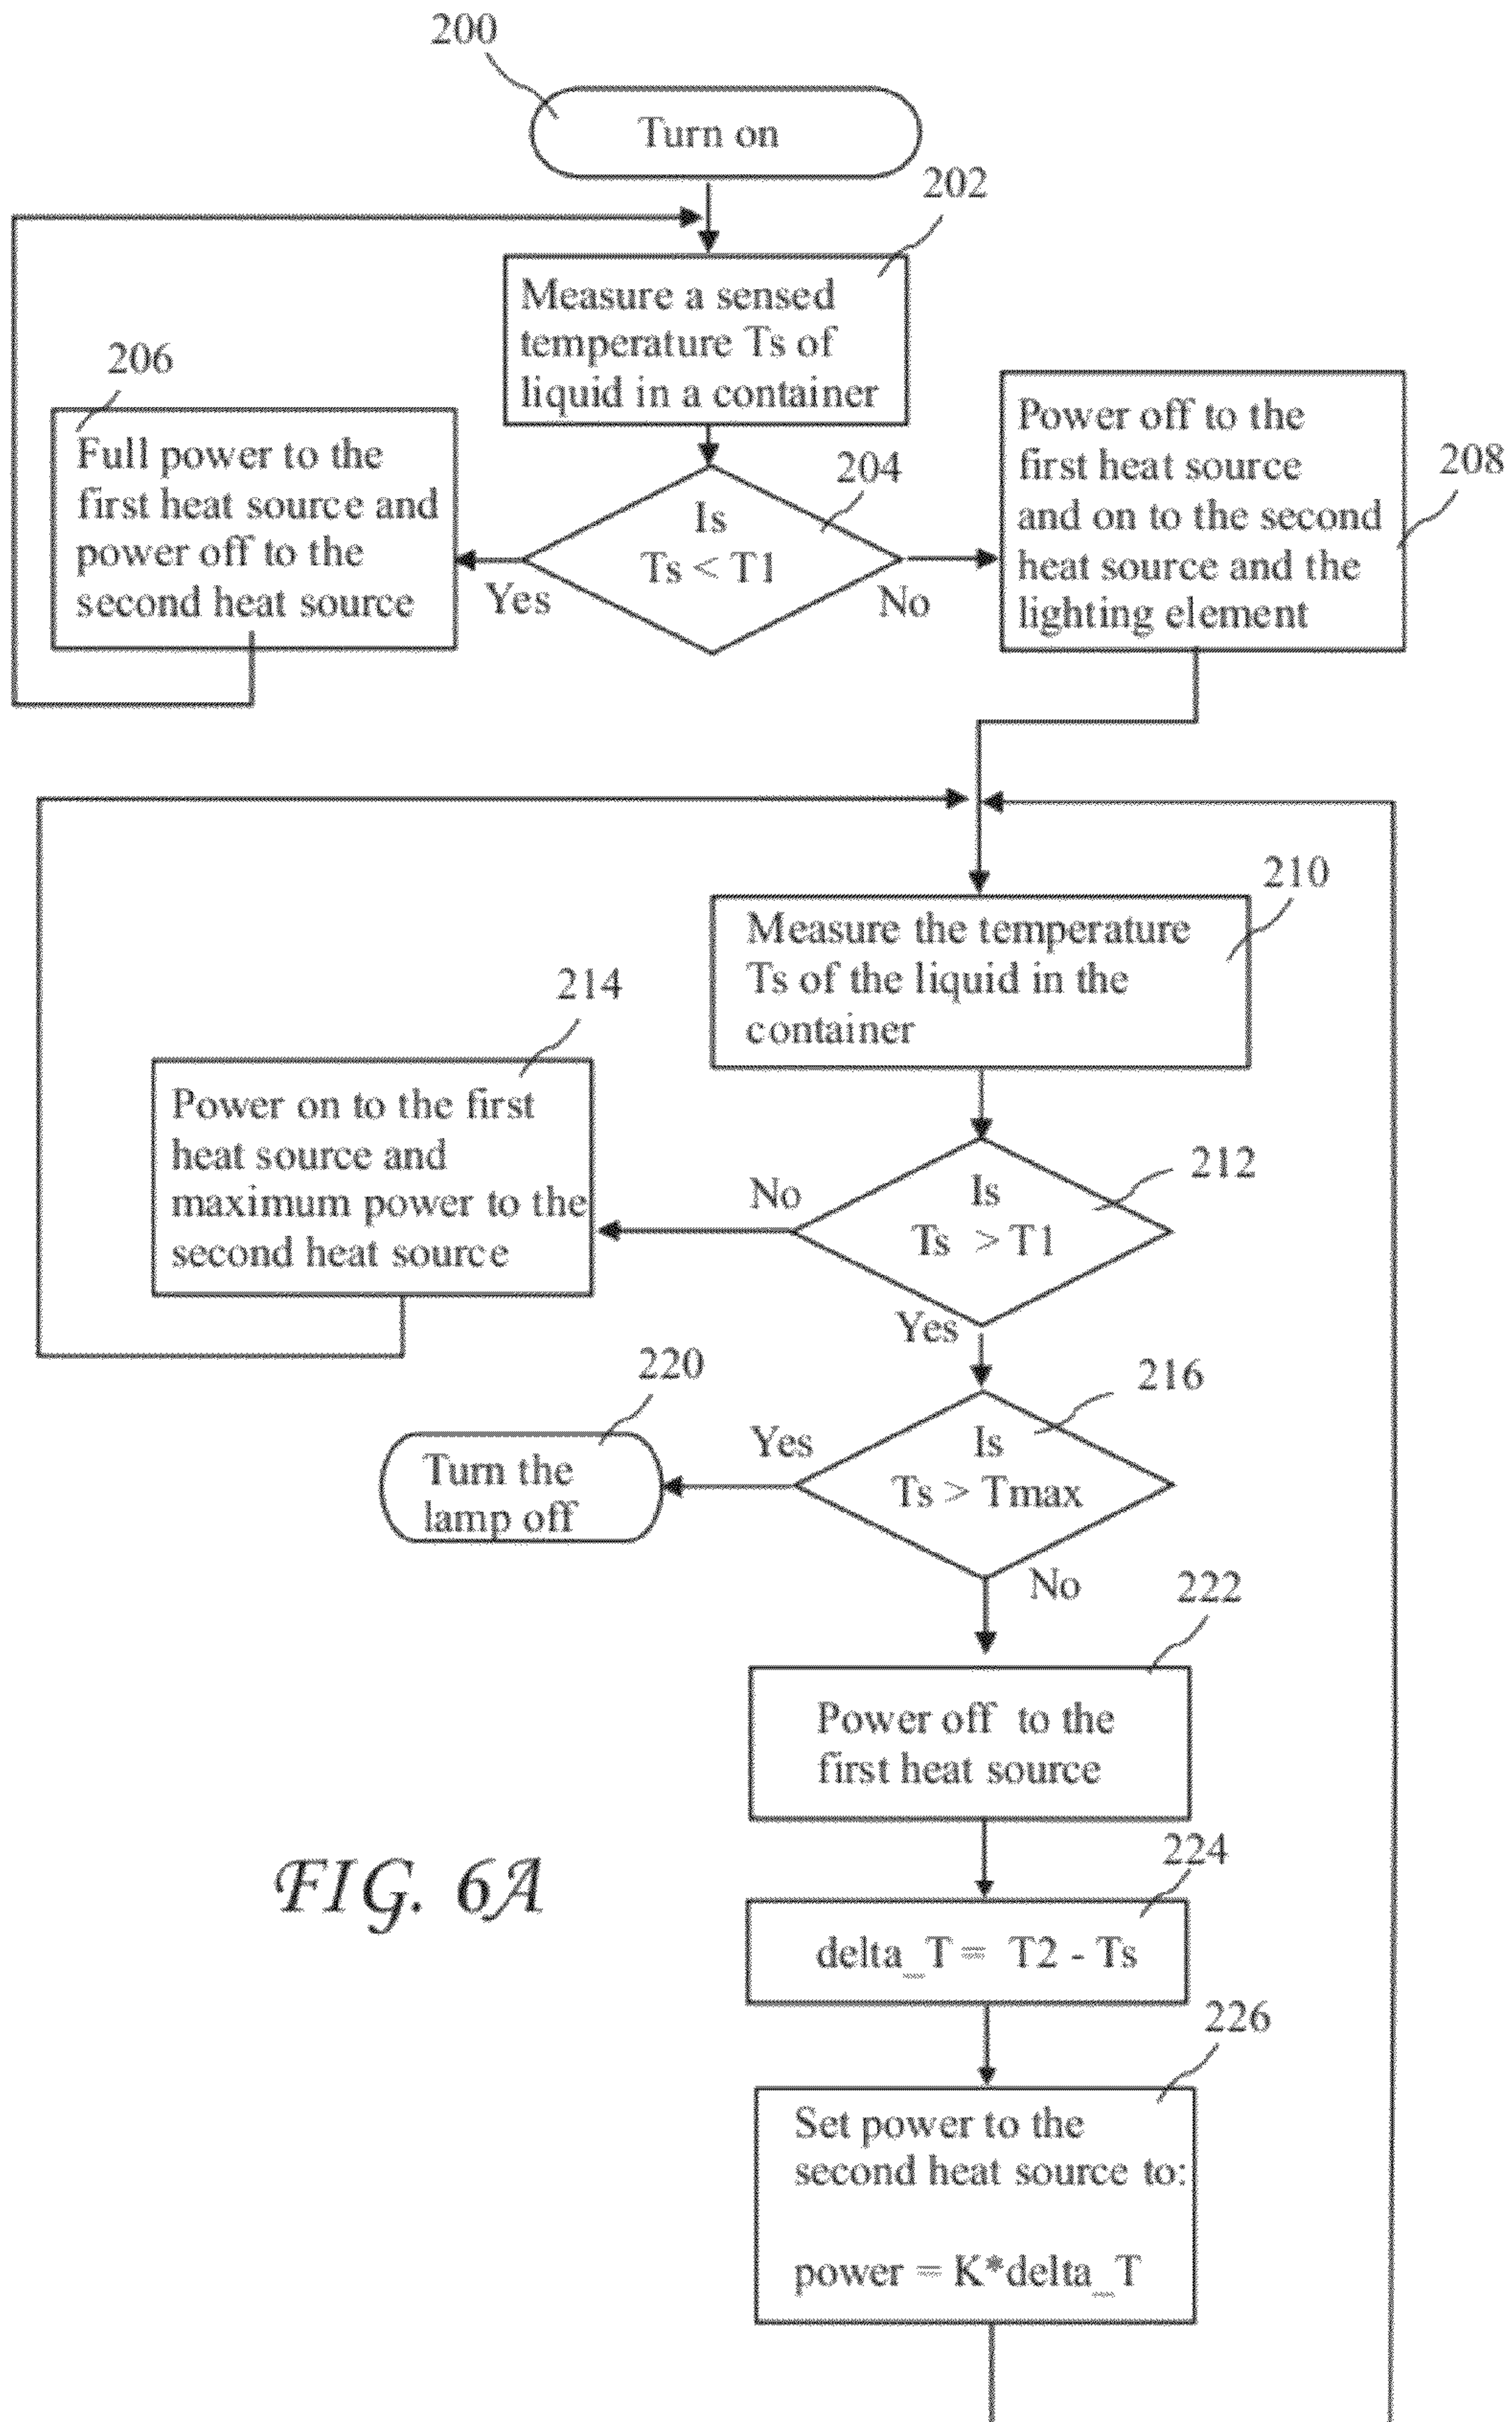 200
Turn on
202
Measure a sensed
temperature Ts of
liquid in a container
206
Full power to the
first heat source and
power off to the
second heat source
204
Is
Ts < T1
Yes
No
Power off to the
first heat source
and on to the second
heat source and the
lighting element
208
210
Measure the temperature
Ts of the liquid in the
container
214
Power on to the first
heat source and
maximum power to the
second heat source
212
Is
Ts > T1
No
Yes
216
Is
Ts > Tmax
Yes
No
220
Turn the
lamp off
222
Power off to the
first heat source
224
delta_T = T2 - Ts
226
Set power to the
second heat source to:
power = K*delta_T
FIG. 6A